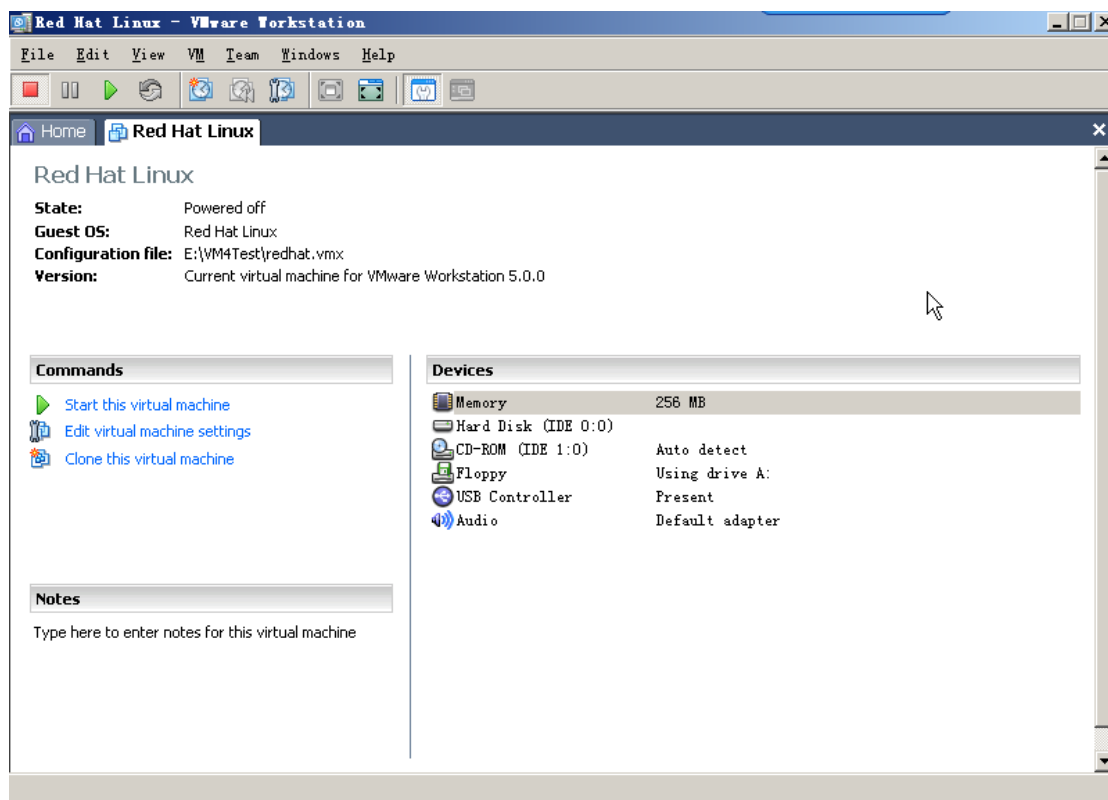 Red Hat Linux - VMware Workstation
File Edit View VM Team Windows Help
Home Red Hat Linux
Red Hat Linux
State: Powered off
Guest OS: Red Hat Linux
Configuration file: E:\VM4Test\redhat.vmx
Version: Current virtual machine for VMware Workstation 5.0.0
Commands
Start this virtual machine
Edit virtual machine settings
Clone this virtual machine
Devices
Memory 256 MB
Hard Disk (IDE 0:0)
CD-ROM (IDE 1:0) Auto detect
Floppy Using drive A:
USB Controller Present
Audio Default adapter
Notes
Type here to enter notes for this virtual machine